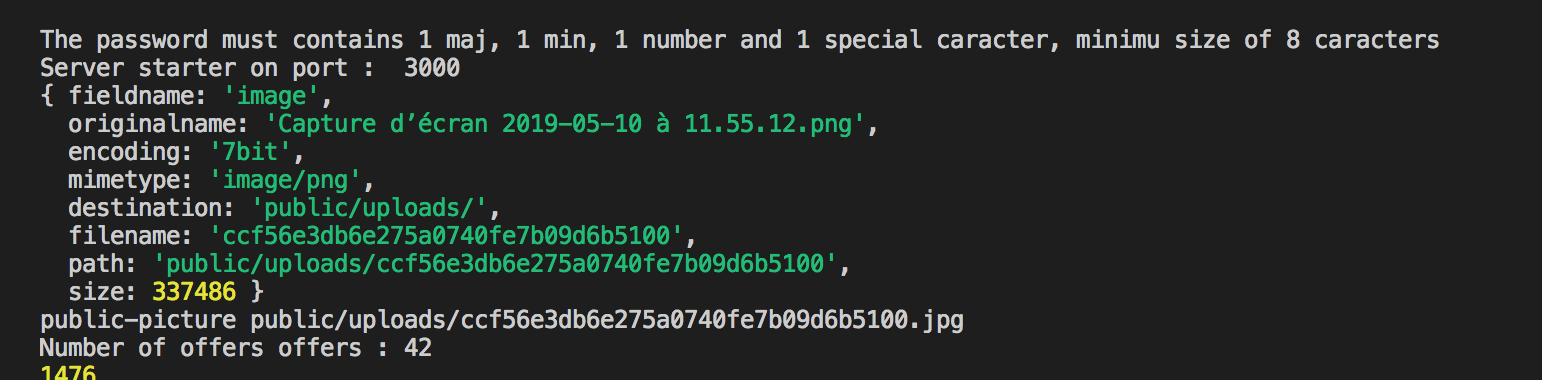 The password must contains 1 maj, 1 min, 1 number and 1 special caracter, minimu size of 8 caracters
Server starter on port :  3000
{ fieldname: 'image',
  originalname: 'Capture d’écran 2019-05-10 à 11.55.12.png',
  encoding: '7bit',
  mimetype: 'image/png',
  destination: 'public/uploads/',
  filename: 'ccf56e3db6e275a0740fe7b09d6b5100',
  path: 'public/uploads/ccf56e3db6e275a0740fe7b09d6b5100',
  size: 337486 }
public-picture public/uploads/ccf56e3db6e275a0740fe7b09d6b5100.jpg
Number of offers offers : 42
1476